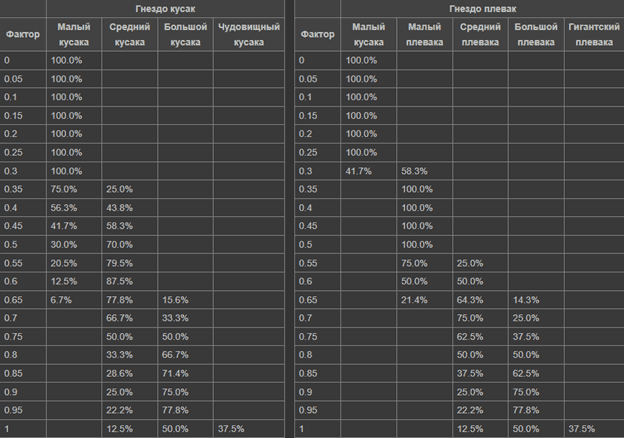 Гнездо кусак
Фактор Малый кусака Средний кусака Большой кусака Чудовищный кусака
0 100.0%
0.05 100.0%
0.1 100.0%
0.15 100.0%
0.2 100.0%
0.25 100.0%
0.3 100.0%
0.35 75.0% 25.0%
0.4 56.3% 43.8%
0.45 41.7% 58.3%
0.5 30.0% 70.0%
0.55 20.5% 79.5%
0.6 12.5% 87.5%
0.65 6.7% 77.8% 15.6%
0.7 66.7% 33.3%
0.75 50.0% 50.0%
0.8 33.3% 66.7%
0.85 28.6% 71.4%
0.9 25.0% 75.0%
0.95 22.2% 77.8%
1 12.5% 50.0% 37.5%
Гнездо плевак
Фактор Малый кусака Малый плевака Средний плевака Большой плевака Гигантский плевака
0 100.0%
0.05 100.0%
0.1 100.0%
0.15 100.0%
0.2 100.0%
0.25 100.0%
0.3 41.7% 58.3%
0.35 100.0%
0.4 100.0%
0.45 100.0%
0.5 100.0%
0.55 75.0% 25.0%
0.6 50.0% 50.0%
0.65 21.4% 64.3% 14.3%
0.7 75.0% 25.0%
0.75 62.5% 37.5%
0.8 50.0% 50.0%
0.85 37.5% 62.5%
0.9 25.0% 75.0%
0.95 22.2% 77.8%
1 12.5% 50.0% 37.5%